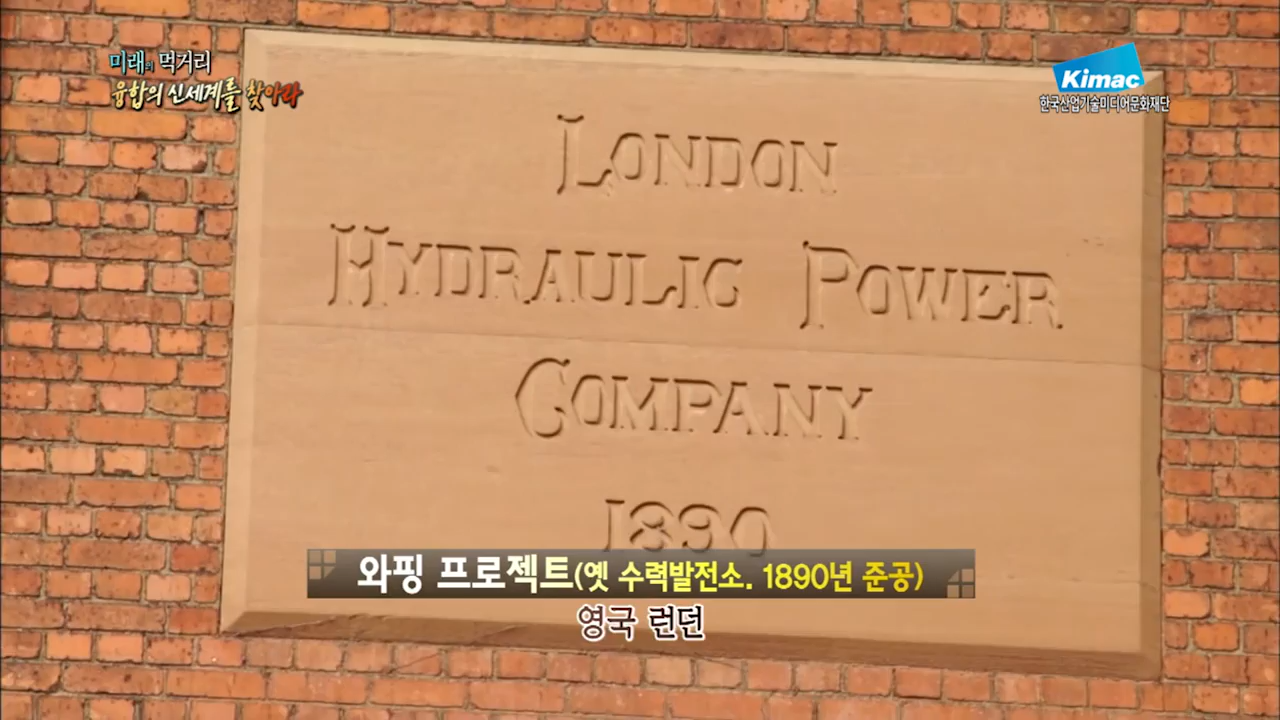 미래의 먹거리
융합의 신세계를 찾아라
Kimac
한국산업기술미디어문화재단
LONDON
HYDRAULIC POWER
COMPANY
1890
와핑 프로젝트(옛 수력발전소. 1890년 준공)
영국 런던